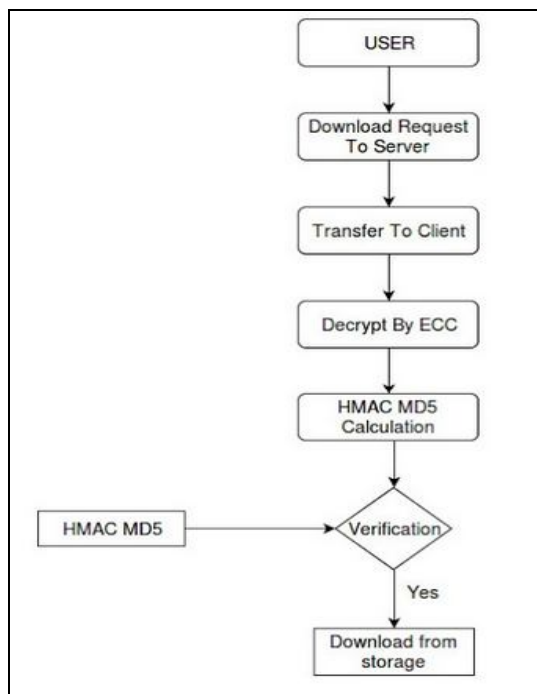 USER
Download Request
To Server
Transfer To Client
Decrypt By ECC
HMAC MD5
Calculation
HMAC MD5
Verification
Yes
Download from
storage